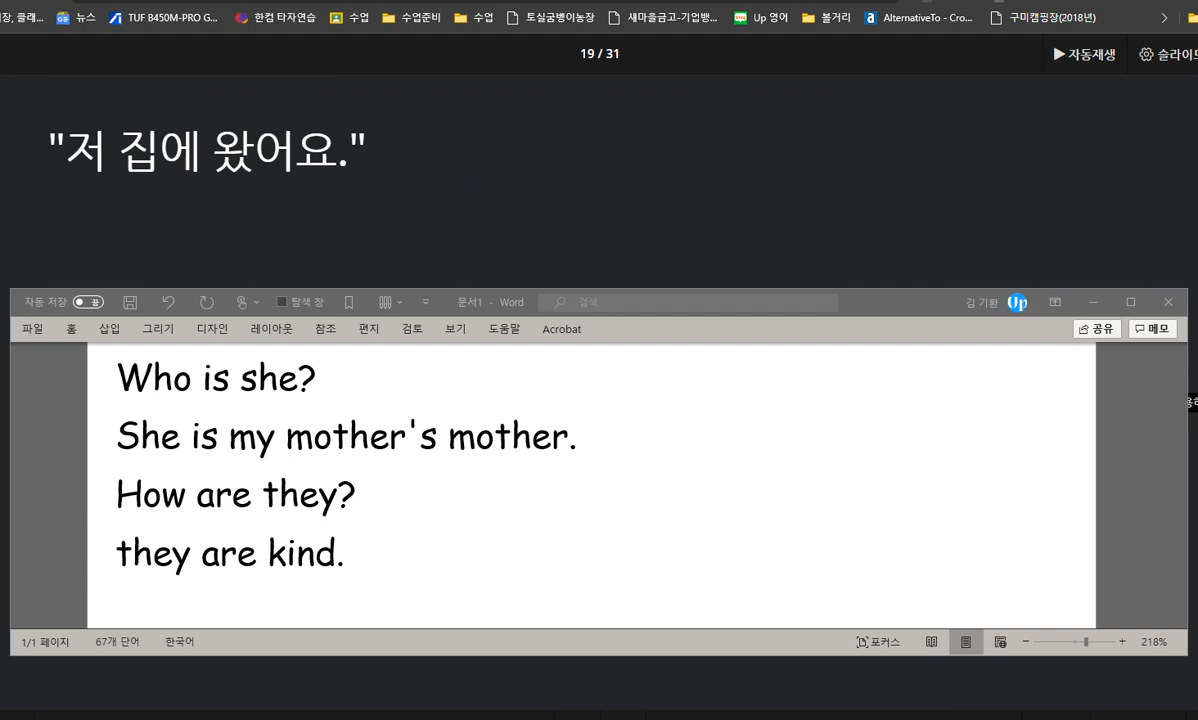 장, 클래... 뉴스 TUF B450M-PRO G... 한컴 타자연습 수업 수업준비 수업 토실굼벵이농장 새마을금고-기업뱅... Up 영어 볼거리 AlternativeTo - Cro... 구미캠핑장(2018년)
19 / 31 자동재생 슬라이드
"저 집에 왔어요."
자동 저장 끔 탐색 창 문서1 - Word 검색 김 기환 Up
파일 홈 삽입 그리기 디자인 레이아웃 참조 편지 검토 보기 도움말 Acrobat 공유 메모
Who is she?
She is my mother's mother.
How are they?
they are kind.
1/1 페이지 67개 단어 한국어 포커스 - + 218%